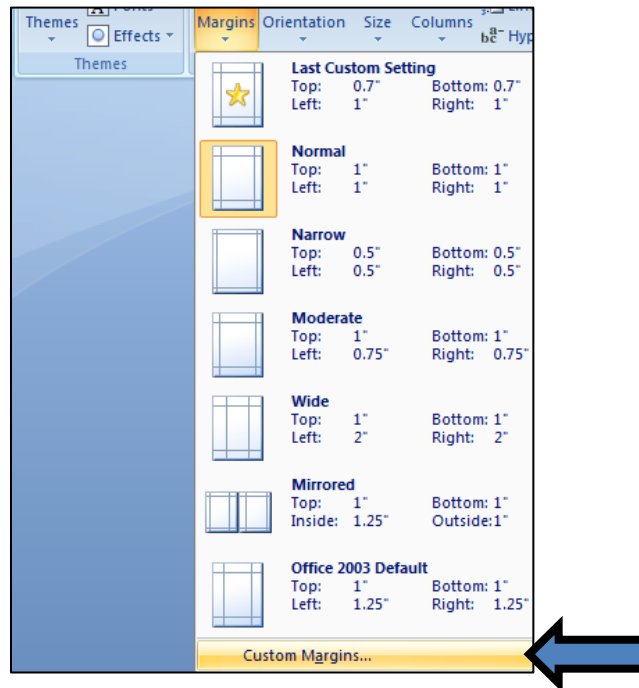 Margins Orientation Size Columns
Themes
Effects
Themes
Last Custom Setting
Top: 0.7" Bottom: 0.7"
Left: 1" Right: 1"
Normal
Top: 1" Bottom: 1"
Left: 1" Right: 1"
Narrow
Top: 0.5" Bottom: 0.5"
Left: 0.5" Right: 0.5"
Moderate
Top: 1" Bottom: 1"
Left: 0.75" Right: 0.75"
Wide
Top: 1" Bottom: 1"
Left: 2" Right: 2"
Mirrored
Top: 1" Bottom: 1"
Inside: 1.25" Outside:1"
Office 2003 Default
Top: 1" Bottom: 1"
Left: 1.25" Right: 1.25"
Custom Margins...